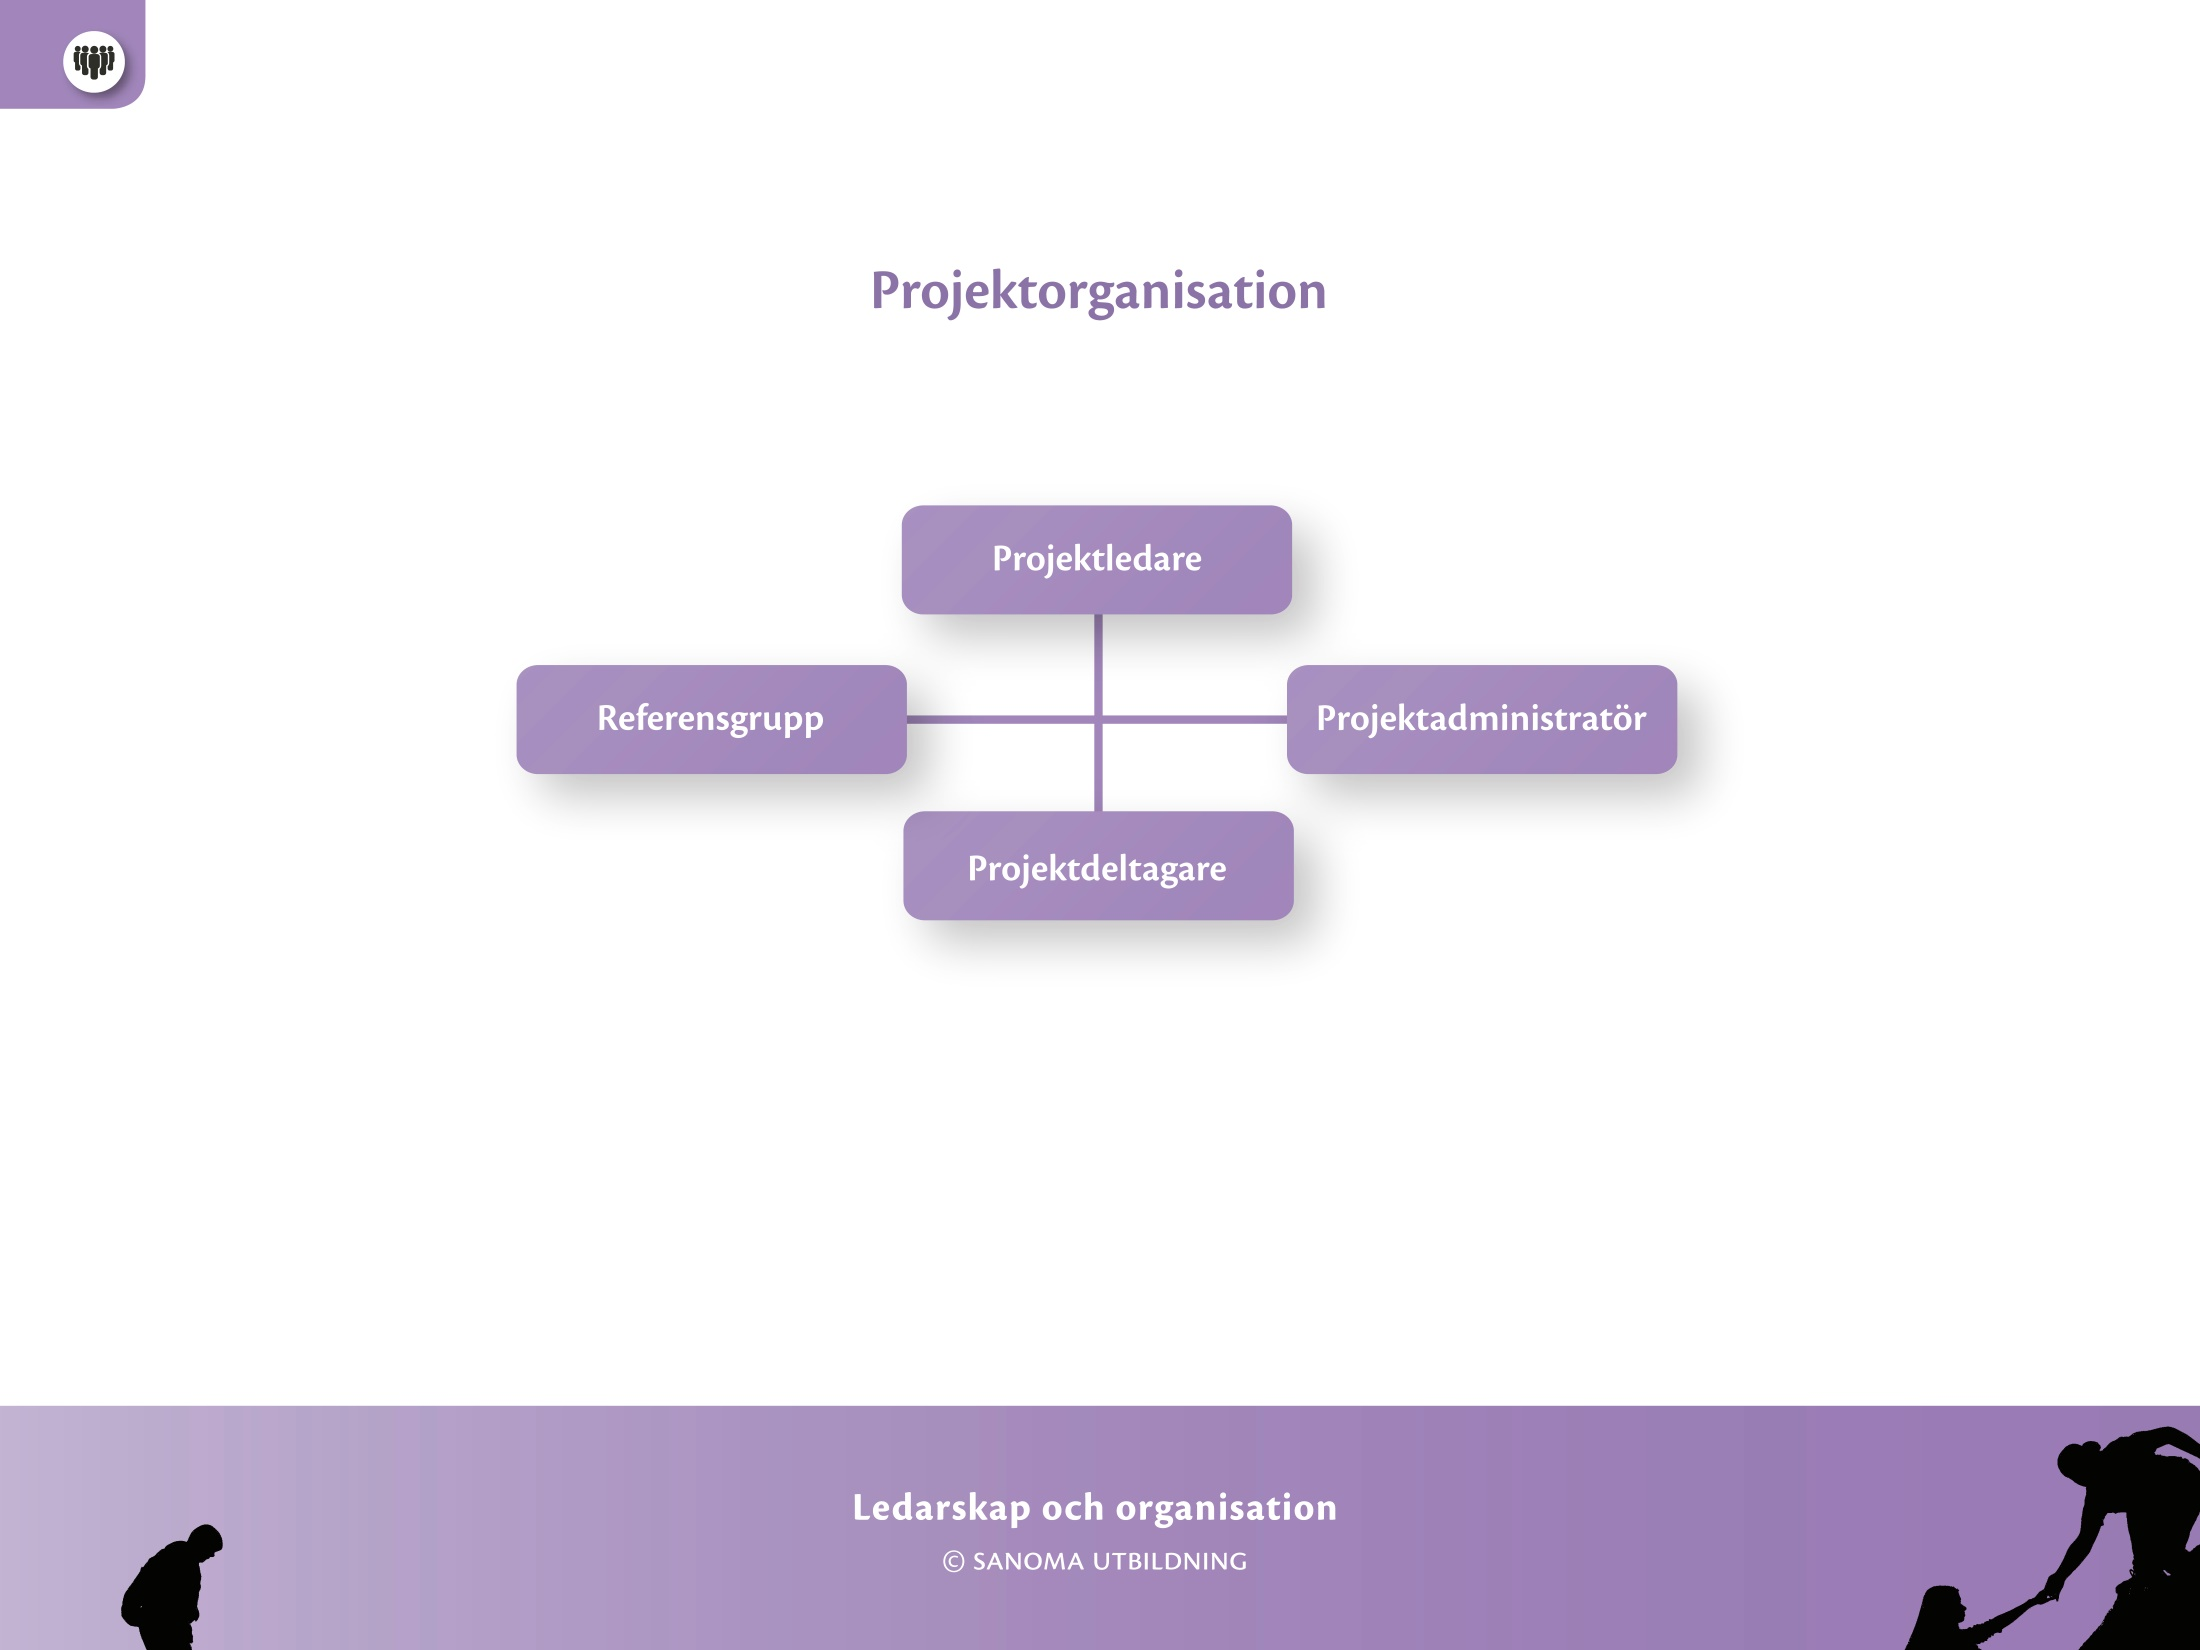 Projektorganisation
Projektledare
Referensgrupp
Projektadministratör
Projektdeltagare
Ledarskap och organisation
© SANOMA UTBILDNING